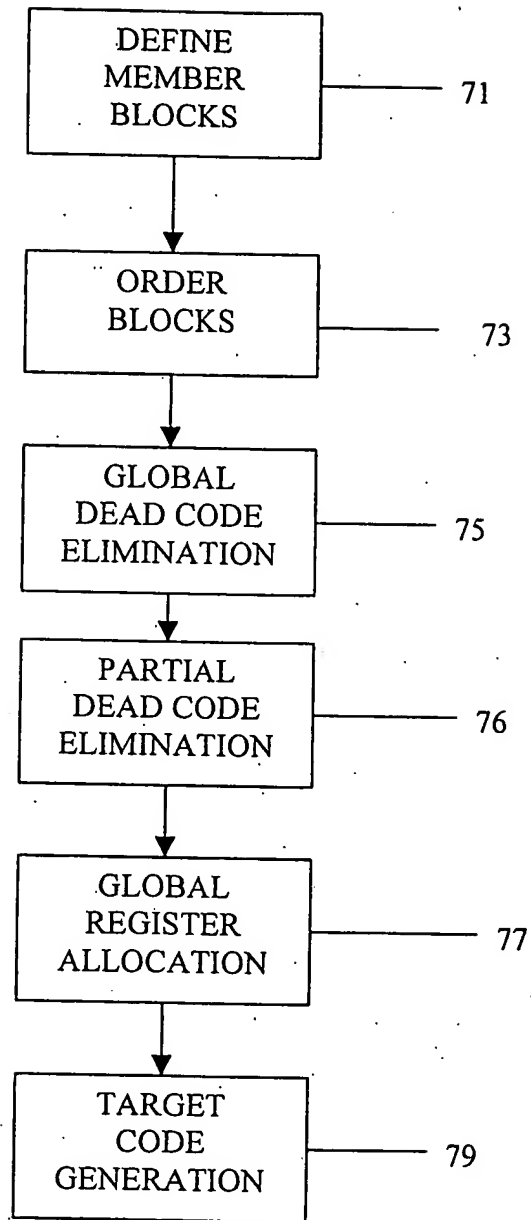 DEFINE
MEMBER
BLOCKS
71
ORDER
BLOCKS
73
GLOBAL
DEAD CODE
ELIMINATION
75
PARTIAL
DEAD CODE
ELIMINATION
76
GLOBAL
REGISTER
ALLOCATION
77
TARGET
CODE
GENERATION
79